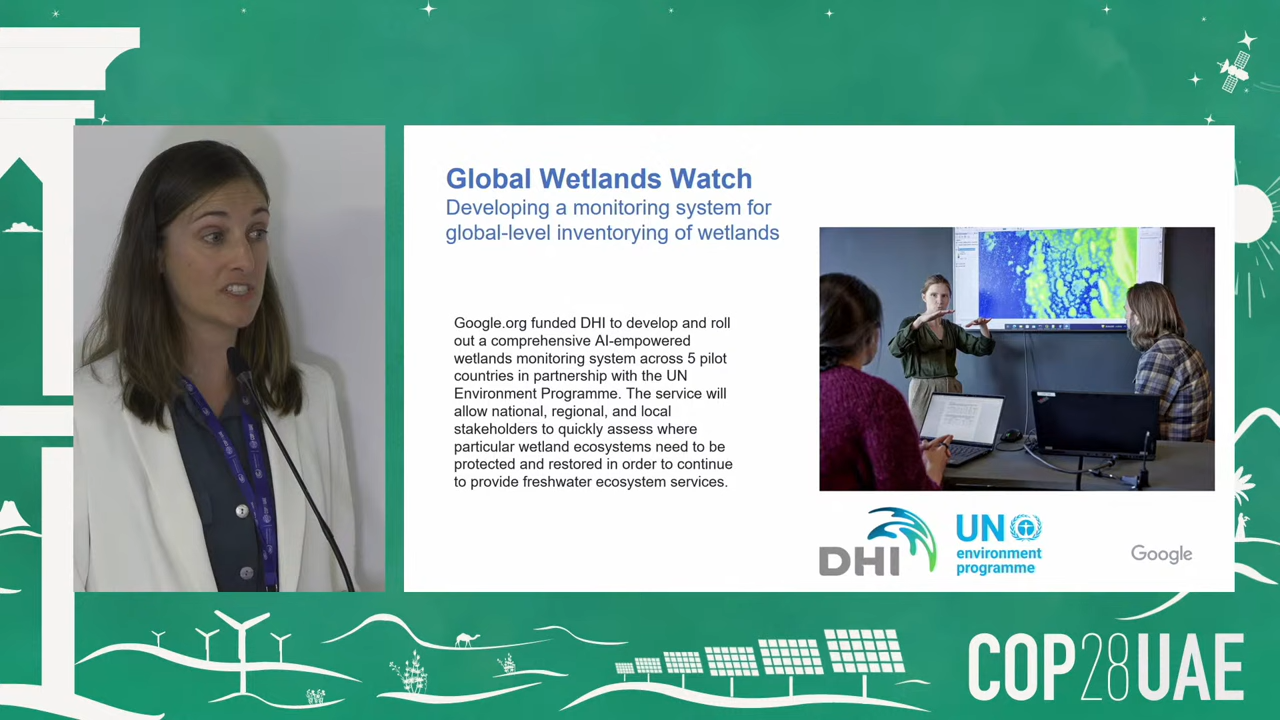 Global Wetlands Watch
Developing a monitoring system for
global-level inventorying of wetlands
Google.org funded DHI to develop and roll
out a comprehensive AI-empowered
wetlands monitoring system across 5 pilot
countries in partnership with the UN
Environment Programme. The service will
allow national, regional, and local
stakeholders to quickly assess where
particular wetland ecosystems need to be
protected and restored in order to continue
to provide freshwater ecosystem services.
DHI
UN
environment
programme
Google
COP28UAE